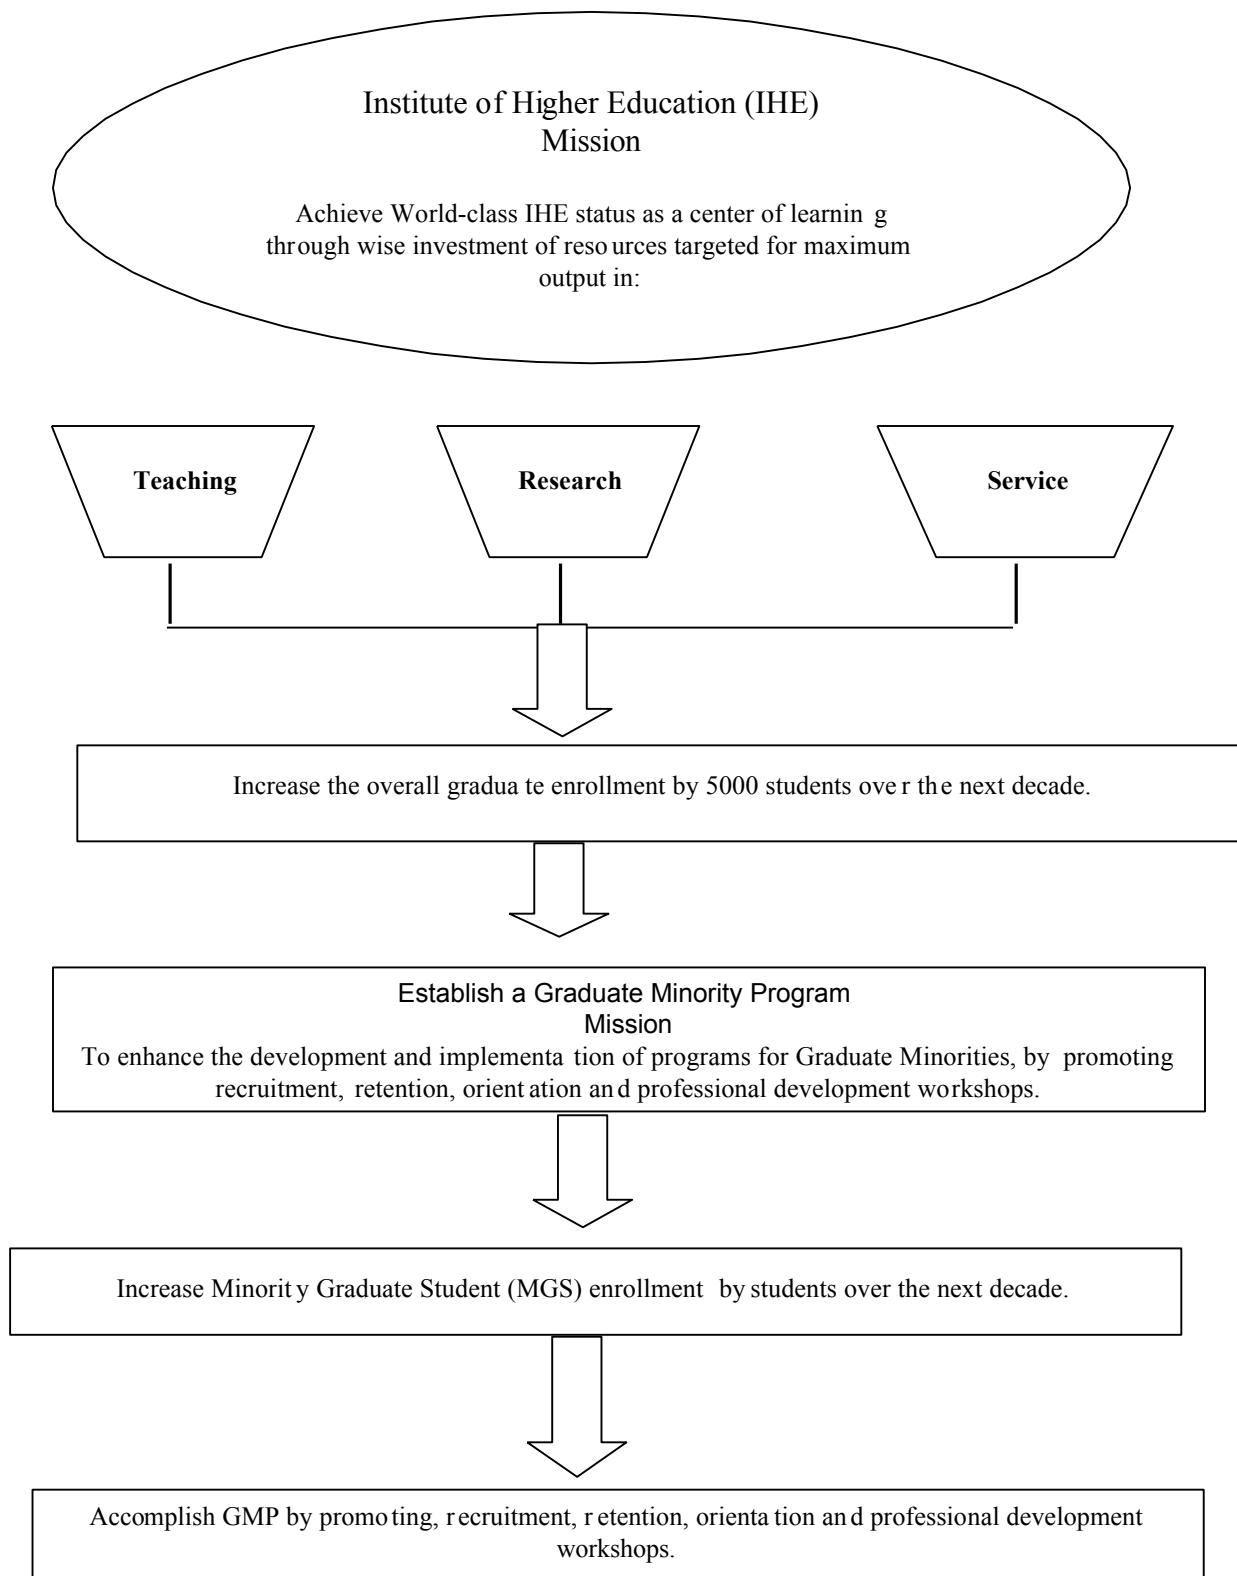 Institute of Higher Education (IHE)
Mission
Achieve World-class IHE status as a center of learnin g
through wise investment of reso urces targeted for maximum
output in:
Teaching
Research
Service
Increase the overall gradua te enrollment by 5000 students ove r th e next decade.
Establish a Graduate Minority Program
Mission
To enhance the development and implementa tion of programs for Graduate Minorities, by promoting
recruitment, retention, orient ation an d professional development wo rkshops.
Increase Minorit y Graduate Student (MGS) enrollment by students over the next decade.
Accomplish GMP by promo ting, r ecruitment, r etention, orienta tion an d professional development
workshops.